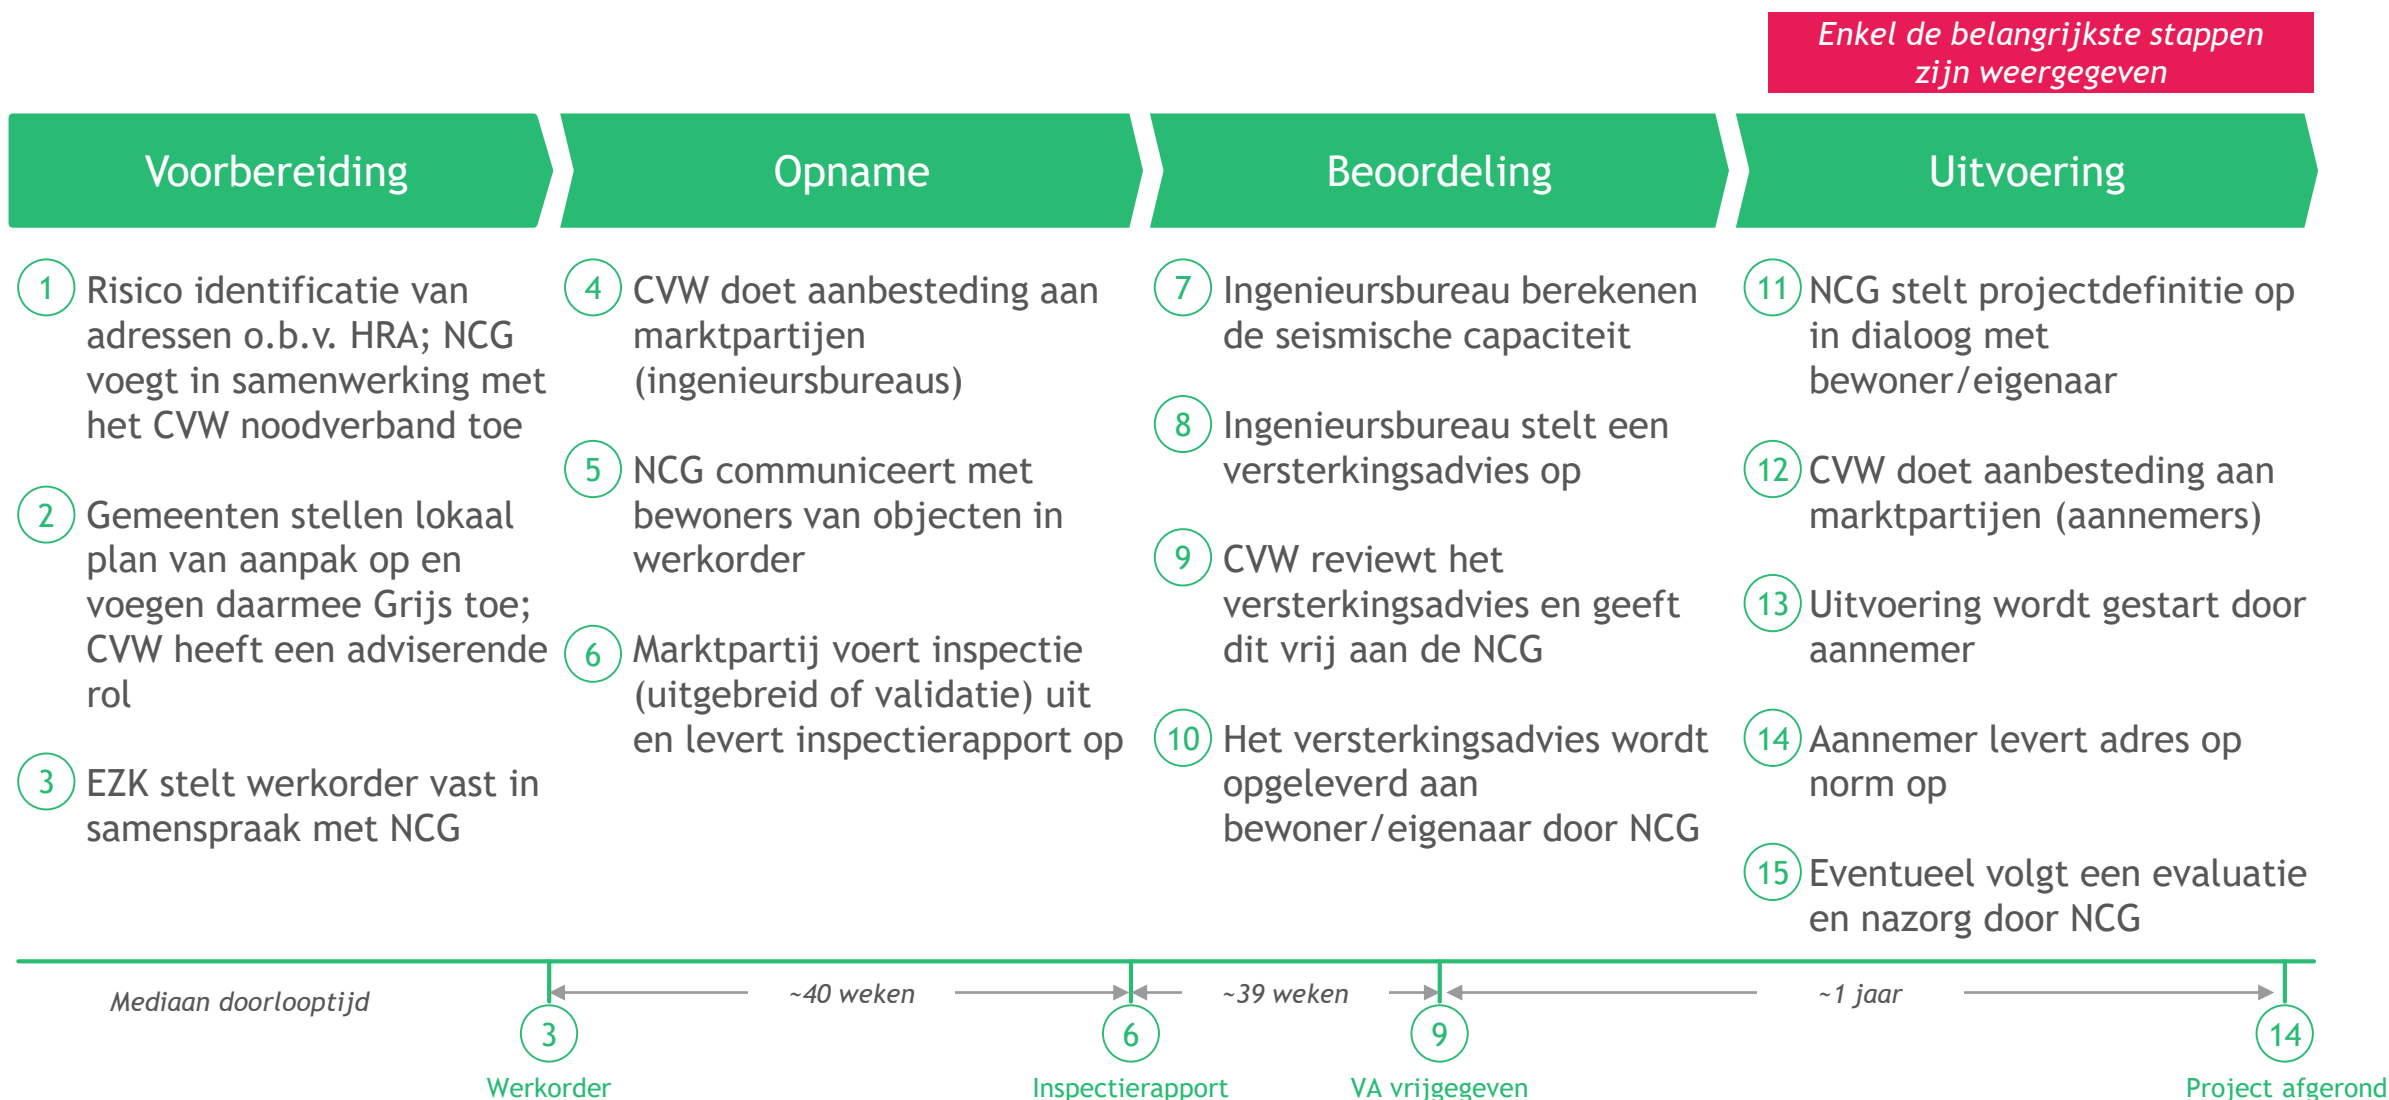 Enkel de belangrijkste stappen
zijn weergegeven
Voorbereiding
Opname
Beoordeling
Uitvoering
1
Risico identificatie van
adressen o.b.v. HRA; NCG
voegt in samenwerking met
het CVW noodverband toe
2
Gemeenten stellen lokaal
plan van aanpak op en
voegen daarmee Grijs toe;
CVW heeft een adviserende
rol
3
EZK stelt werkorder vast in
samenspraak met NCG
4
CVW doet aanbesteding aan
marktpartijen
(ingenieursbureaus)
5
NCG communiceert met
bewoners van objecten in
werkorder
6
Marktpartij voert inspectie
(uitgebreid of validatie) uit
en levert inspectierapport op
7
Ingenieursbureau berekenen
de seismische capaciteit
8
Ingenieursbureau stelt een
versterkingsadvies op
9
CVW reviewt het
versterkingsadvies en geeft
dit vrij aan de NCG
10
Het versterkingsadvies wordt
opgeleverd aan
bewoner/eigenaar door NCG
11
NCG stelt projectdefinitie op
in dialoog met
bewoner/eigenaar
12
CVW doet aanbesteding aan
marktpartijen (aannemers)
13
Uitvoering wordt gestart door
aannemer
14
Aannemer levert adres op
norm op
15
Eventueel volgt een evaluatie
en nazorg door NCG
Mediaan doorlooptijd
~40 weken
~39 weken
~1 jaar
3
6
9
14
Werkorder
Inspectierapport
VA vrijgegeven
Project afgerond